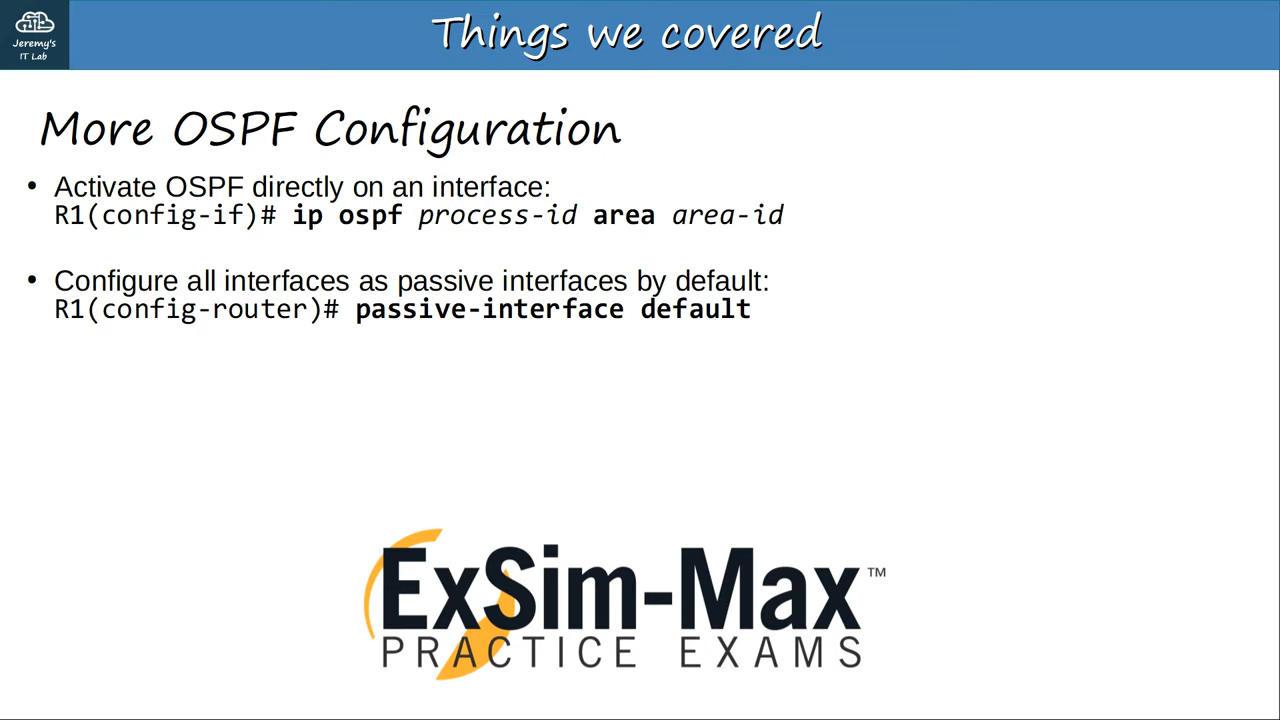 Jeremy's
IT Lab
Things we covered
More OSPF Configuration
• Activate OSPF directly on an interface:
R1(config-if)# ip ospf process-id area area-id
• Configure all interfaces as passive interfaces by default:
R1(config-router)# passive-interface default
ExSim-Max™
PRACTICE EXAMS